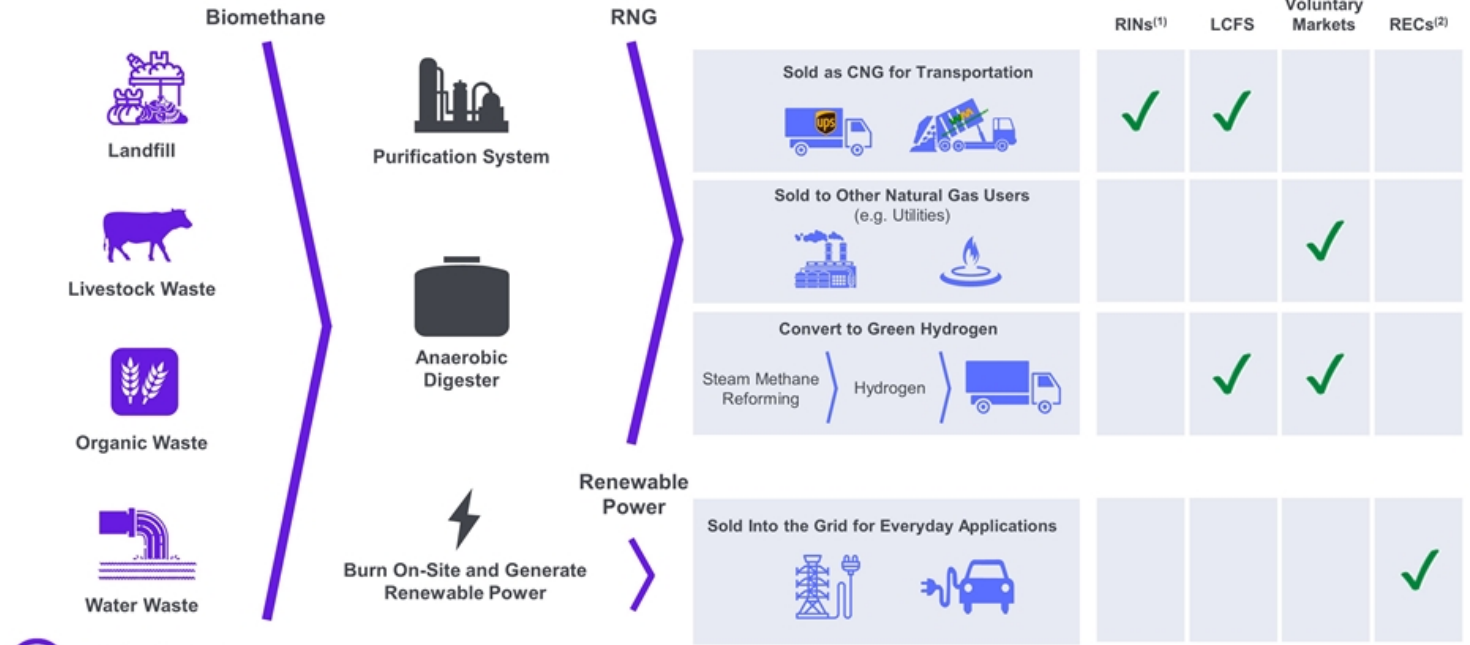 Biomethane
RNG
Voluntary
RINs(1)
LCFS
Markets
RECs(2)
Landfill
Purification System
Sold as CNG for Transportation
ups
WM
Livestock Waste
Sold to Other Natural Gas Users
(e.g. Utilities)
Anaerobic
Digester
Convert to Green Hydrogen
Steam Methane
Reforming
Hydrogen
Organic Waste
Renewable
Power
Burn On-Site and Generate
Renewable Power
Sold Into the Grid for Everyday Applications
Water Waste